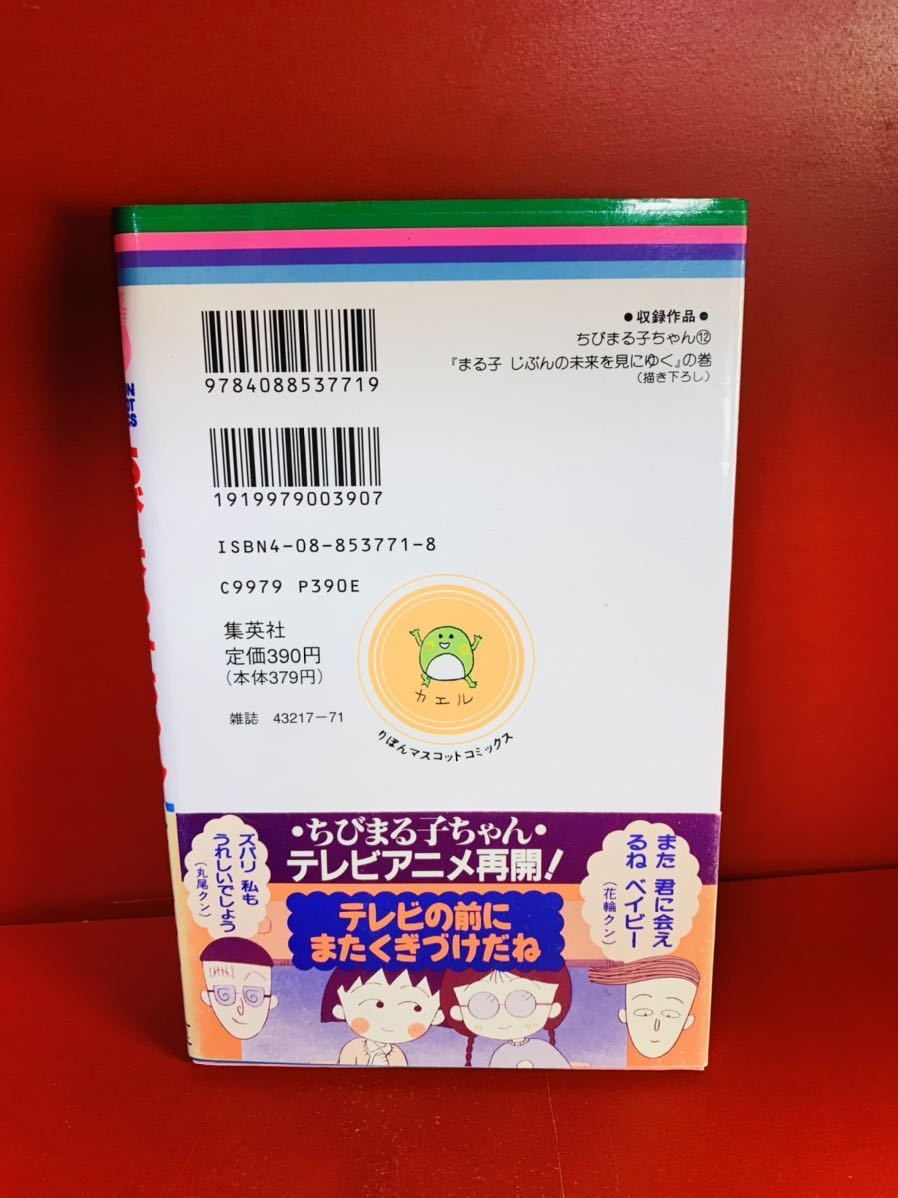 ●収録作品●
ちびまる子ちゃん⑫
『まる子 じぶんの未来を見にゆく』の巻
(描き下ろし)
9784088537719
1919979003907
ISBN4-08-853771-8
C9979 P390E
集英社
定価390円
(本体379円)
雑誌 43217-71
カエル
りぼんマスコットコミックス
•ちびまる子ちゃん•
テレビアニメ再開!
テレビの前に
またくぎづけだね
また 君に会え
るね ベイビー
(花輪クン)
ズバリ 私も
うれしいでしょう
(丸尾クン)